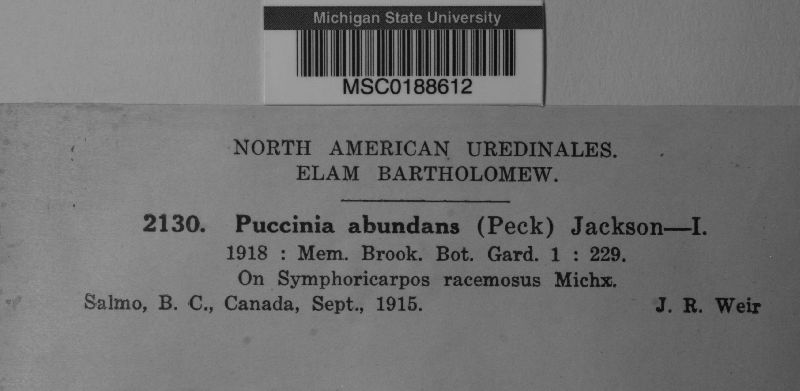 Michigan State University
MSC0188612
NORTH AMERICAN UREDINALES.
ELAM BARTHOLOMEW.
2130. Puccinia abundans (Peck) Jackson—I.
1918 : Mem. Brook. Bot. Gard. 1 : 229.
On Symphoricarpos racemosus Michx.
Salmo, B. C., Canada, Sept., 1915. J. R. Weir